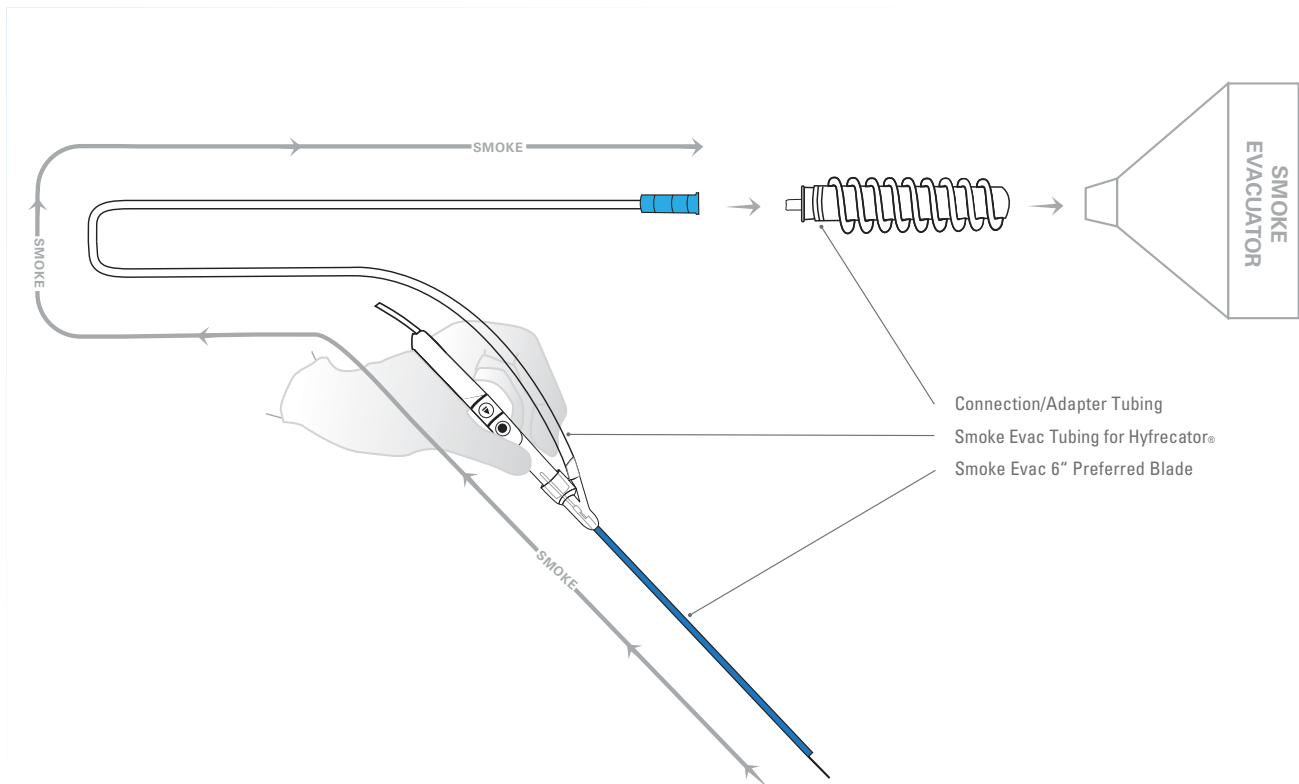 SMOKE
SMOKE
SMOKE
EVACUATOR
Connection/Adapter Tubing
Smoke Evac Tubing for Hyfrecator®
Smoke Evac 6” Preferred Blade
SMOKE